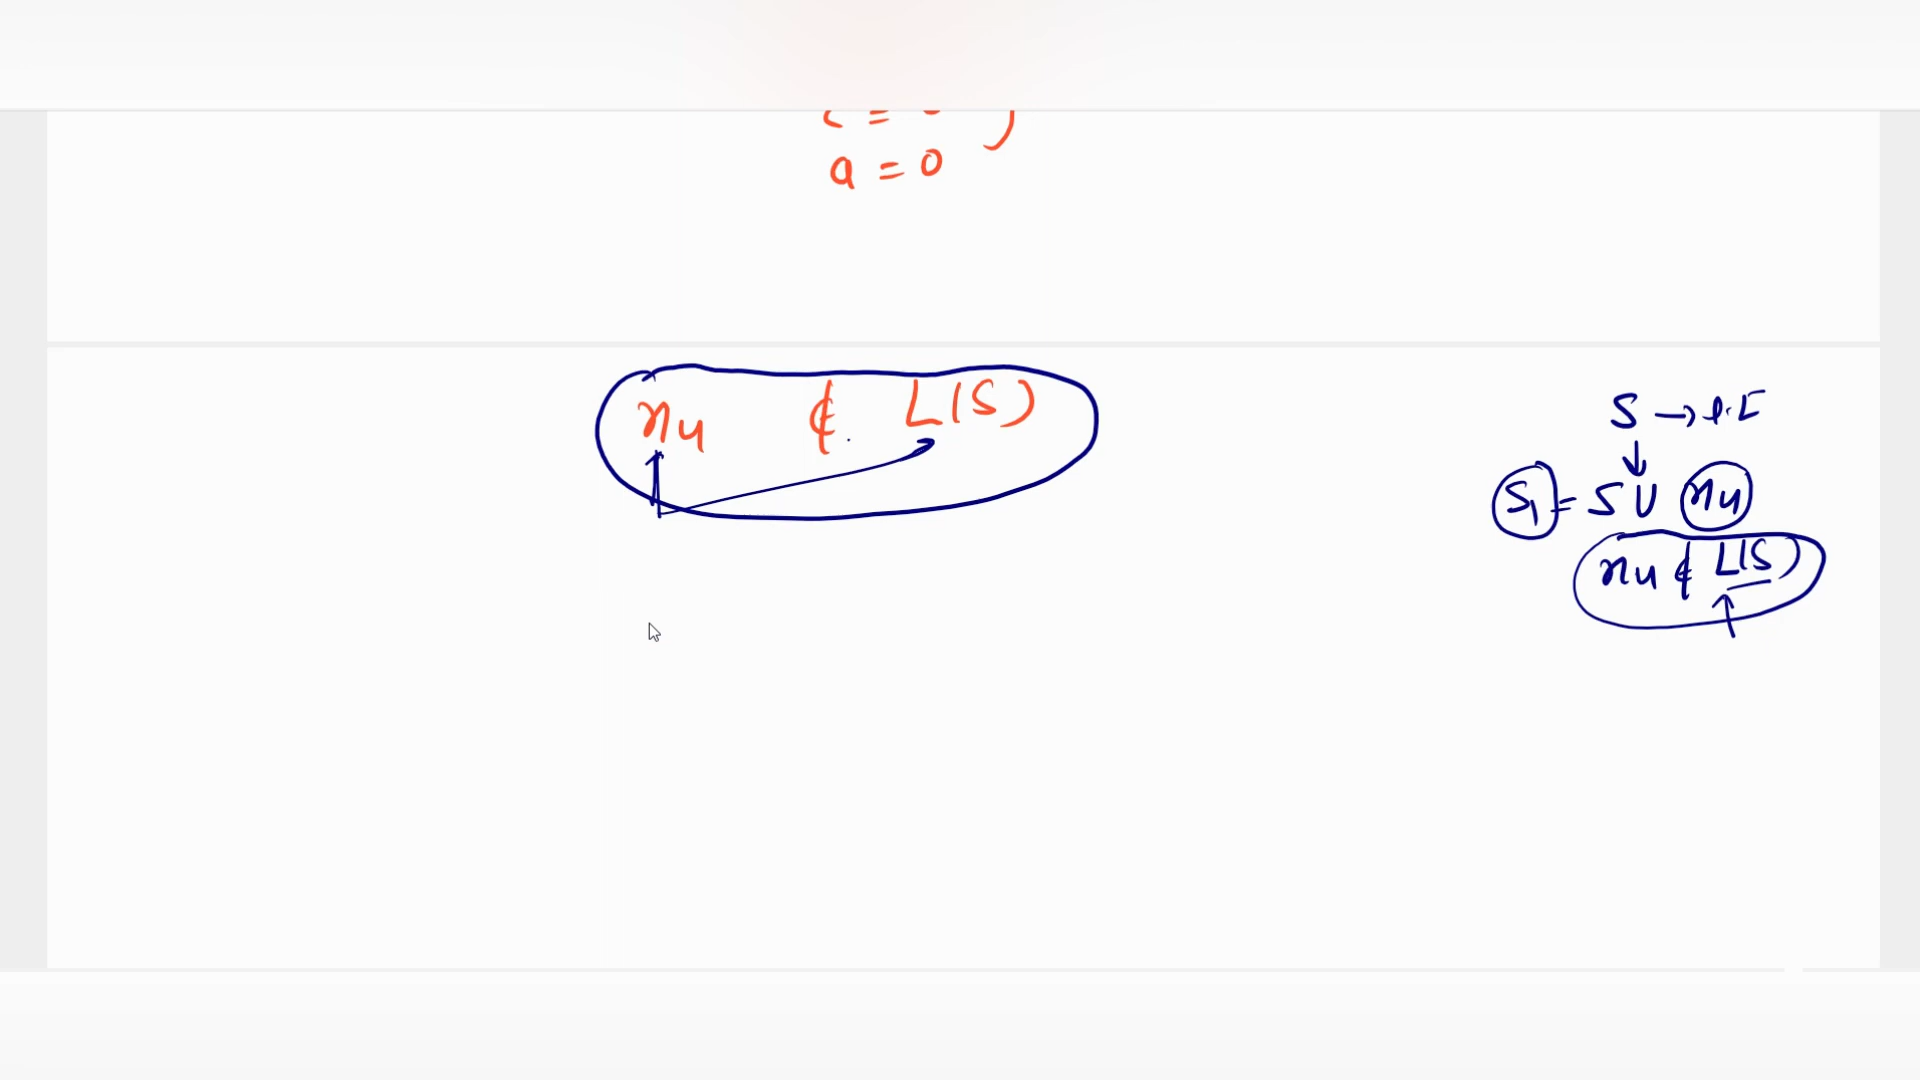 a = 0
x4 ∉ L(S)
S → L.I
S1 = S U x4
x4 ∉ L(S)